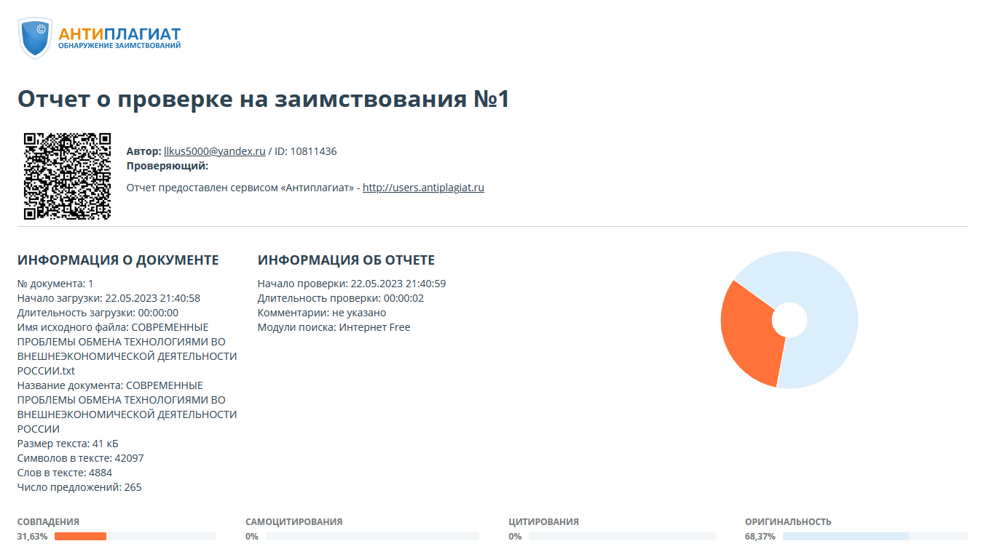 ©
АНТИПЛАГИАТ
ОБНАРУЖЕНИЕ ЗАИМСТВОВАНИЙ
Отчет о проверке на заимствования №1
Автор: llkus5000@yandex.ru / ID: 10811436
Проверяющий:
Отчет предоставлен сервисом «Антиплагиат» - http://users.antiplagiat.ru
ИНФОРМАЦИЯ О ДОКУМЕНТЕ
№ документа: 1
Начало загрузки: 22.05.2023 21:40:58
Длительность загрузки: 00:00:00
Имя исходного файла: СОВРЕМЕННЫЕ
ПРОБЛЕМЫ ОБМЕНА ТЕХНОЛОГИЯМИ ВО
ВНЕШНЕЭКОНОМИЧЕСКОЙ ДЕЯТЕЛЬНОСТИ
РОССИИ.txt
Название документа: СОВРЕМЕННЫЕ
ПРОБЛЕМЫ ОБМЕНА ТЕХНОЛОГИЯМИ ВО
ВНЕШНЕЭКОНОМИЧЕСКОЙ ДЕЯТЕЛЬНОСТИ
РОССИИ
Размер текста: 41 кБ
Cимволов в тексте: 42097
Слов в тексте: 4884
Число предложений: 265
ИНФОРМАЦИЯ ОБ ОТЧЕТЕ
Начало проверки: 22.05.2023 21:40:59
Длительность проверки: 00:00:02
Комментарии: не указано
Модули поиска: Интернет Free
СОВПАДЕНИЯ
31,63%
САМОЦИТИРОВАНИЯ
0%
ЦИТИРОВАНИЯ
0%
ОРИГИНАЛЬНОСТЬ
68,37%